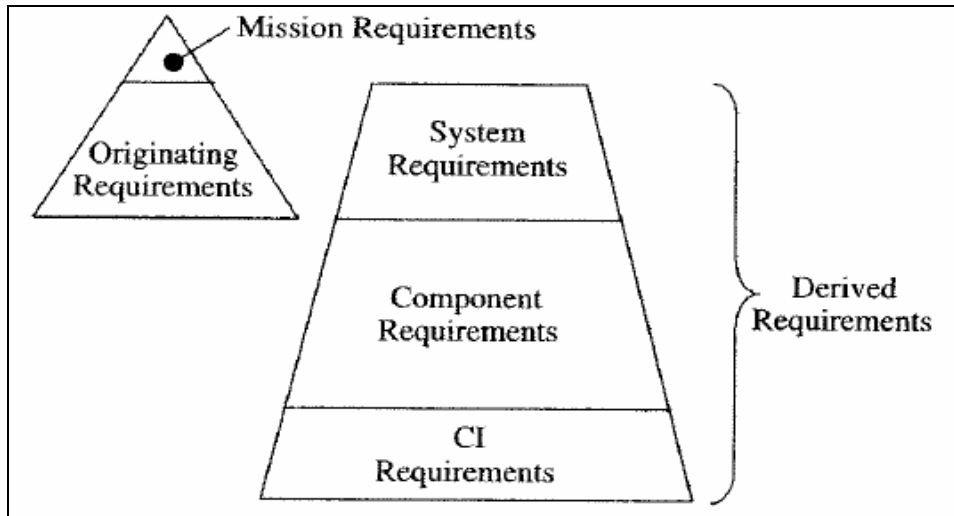 Mission Requirements
Originating
Requirements
System
Requirements
Component
Requirements
CI
Requirements
Derived
Requirements